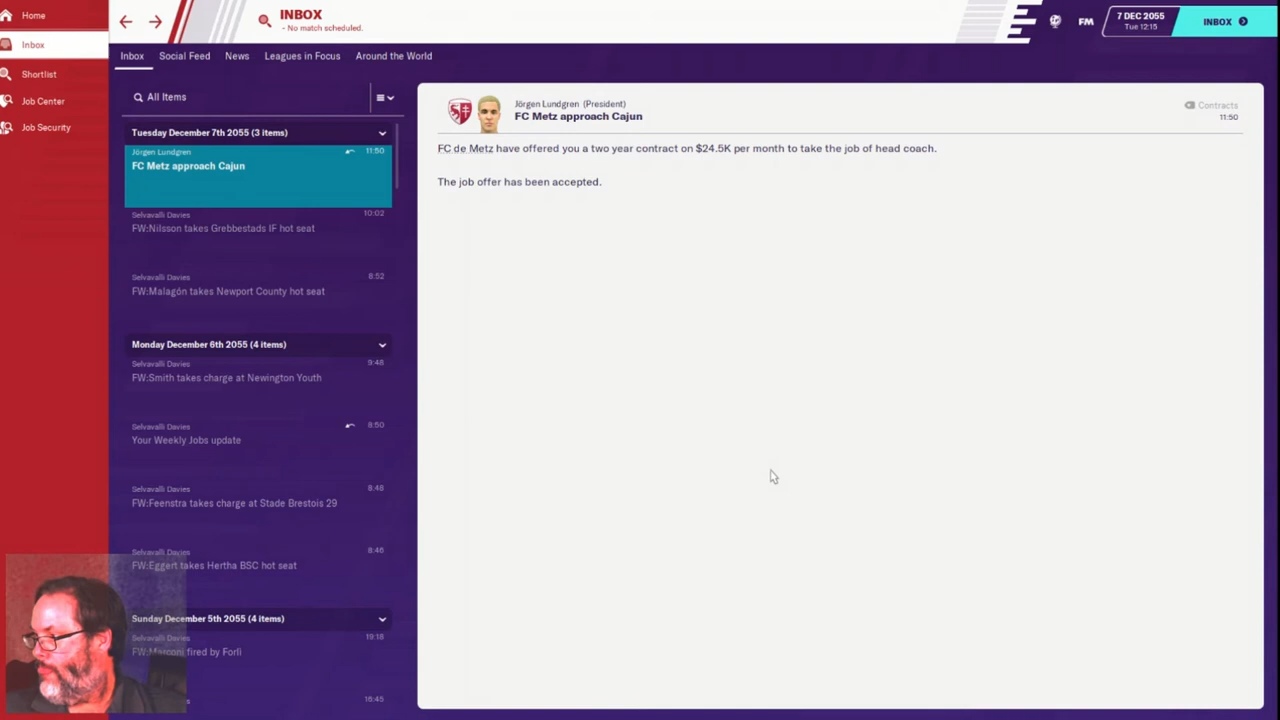 Home
Inbox
Shortlist
Job Center
Job Security
INBOX
- No match scheduled.
FM
7 DEC 2055
Tue 12:15
INBOX
Inbox Social Feed News Leagues in Focus Around the World
All Items
Tuesday December 7th 2055 (3 items)
Jörgen Lundgren 11:50
FC Metz approach Cajun
Selvavalli Davies 10:02
FW:Nilsson takes Grebbestads IF hot seat
Selvavalli Davies 8:52
FW:Malagón takes Newport County hot seat
Monday December 6th 2055 (4 items)
Selvavalli Davies 9:48
FW:Smith takes charge at Newington Youth
Selvavalli Davies 8:50
Your Weekly Jobs update
Selvavalli Davies 8:48
FW:Feenstra takes charge at Stade Brestois 29
Selvavalli Davies 8:46
FW:Eggert takes Hertha BSC hot seat
Sunday December 5th 2055 (4 items)
Selvavalli Davies 19:18
FW:Marconi fired by Forlì
16:45
Jörgen Lundgren (President)
FC Metz approach Cajun
Contracts
11:50
FC de Metz have offered you a two year contract on $24.5K per month to take the job of head coach.
The job offer has been accepted.